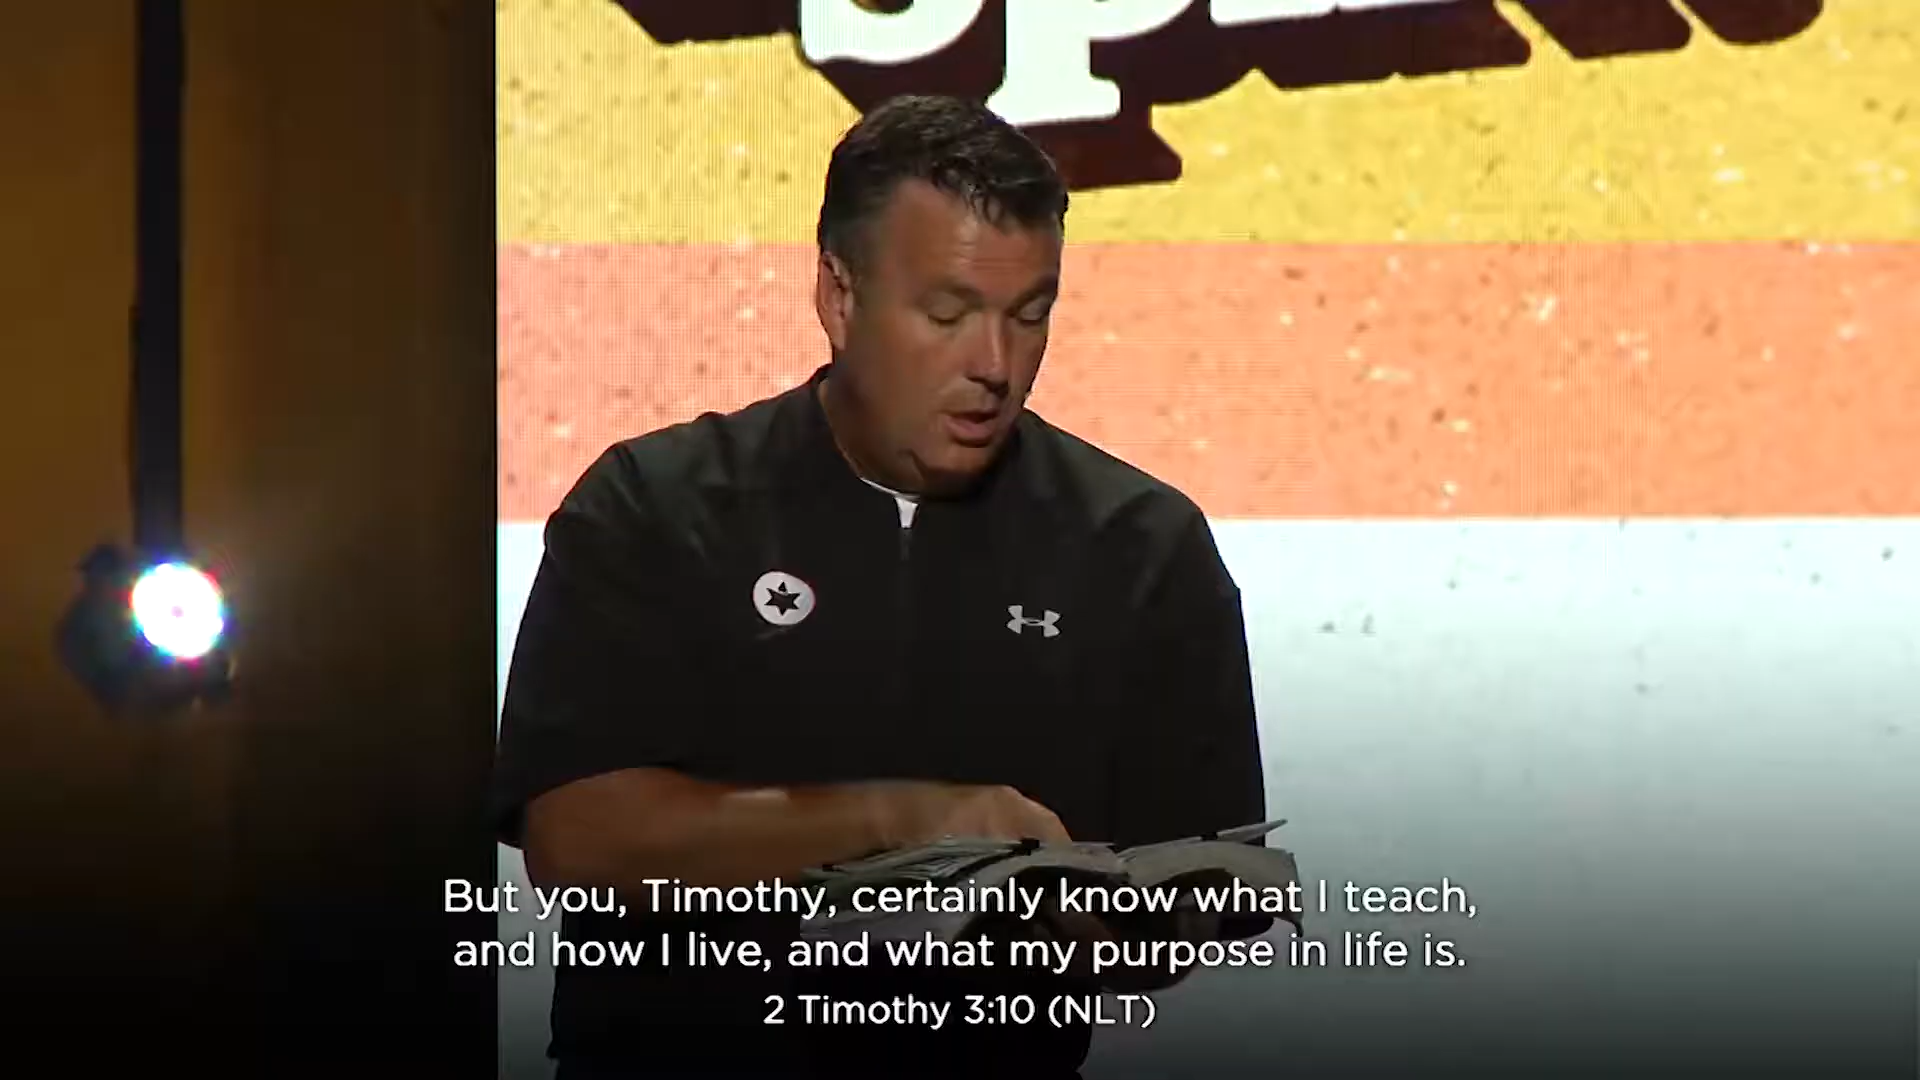 But you, Timothy, certainly know what I teach,
and how I live, and what my purpose in life is.
2 Timothy 3:10 (NLT)